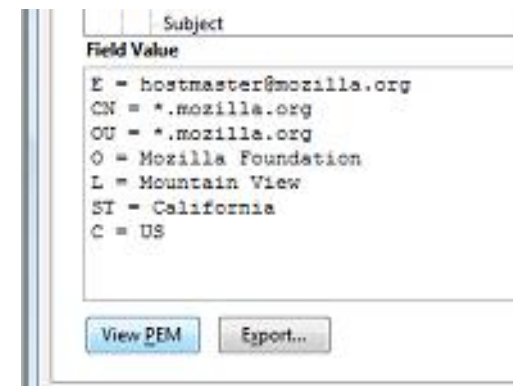 Subject
Field Value
E = hostmaster@mozilla.org
CN = *.mozilla.org
OU = *.mozilla.org
O = Mozilla Foundation
L = Mountain View
ST = California
C = US
View PEM Export...